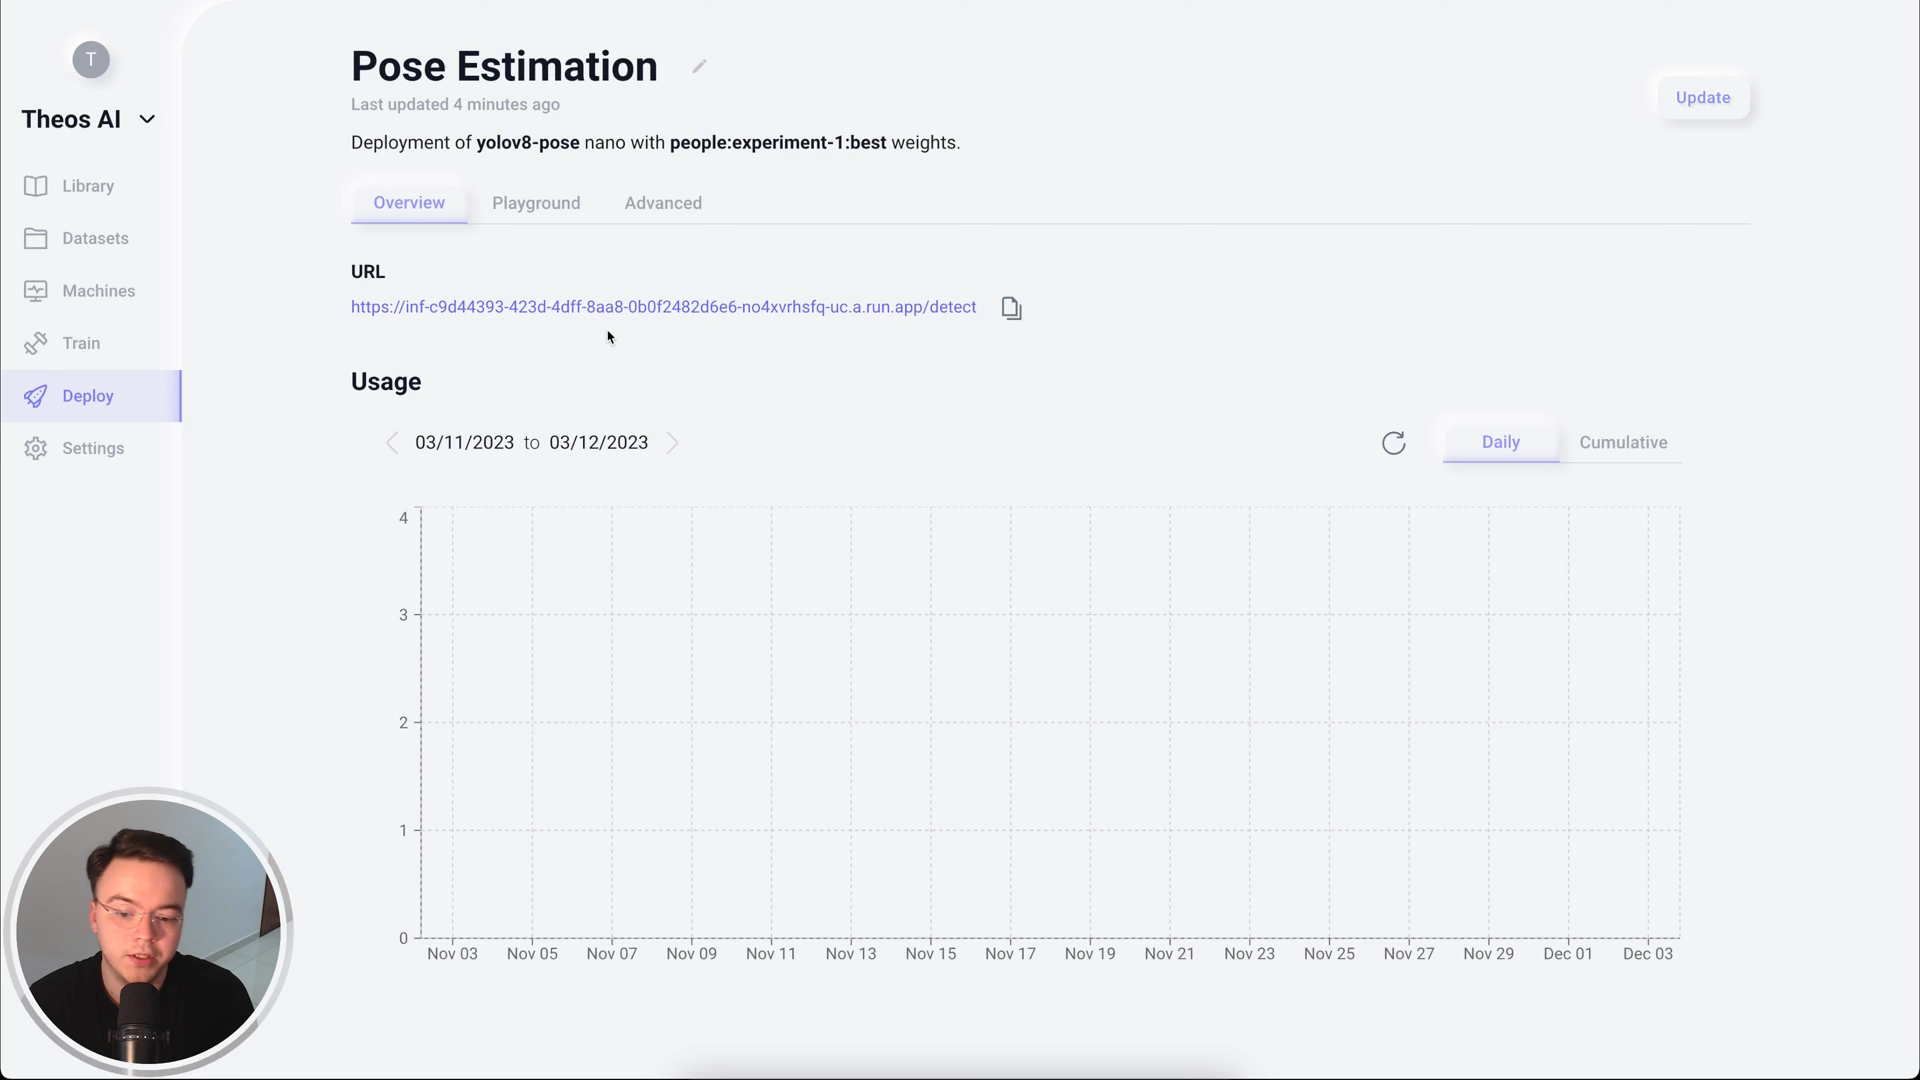 T
Theos AI
Library
Datasets
Machines
Train
Deploy
Settings
Pose Estimation
Last updated 4 minutes ago
Update
Deployment of yolov8-pose nano with people:experiment-1:best weights.
Overview Playground Advanced
URL
https://inf-c9d44393-423d-4dff-8aa8-0b0f2482d6e6-no4xvrhsfq-uc.a.run.app/detect
Usage
03/11/2023 to 03/12/2023
Daily Cumulative
4
3
2
1
0
Nov 03 Nov 05 Nov 07 Nov 09 Nov 11 Nov 13 Nov 15 Nov 17 Nov 19 Nov 21 Nov 23 Nov 25 Nov 27 Nov 29 Dec 01 Dec 03